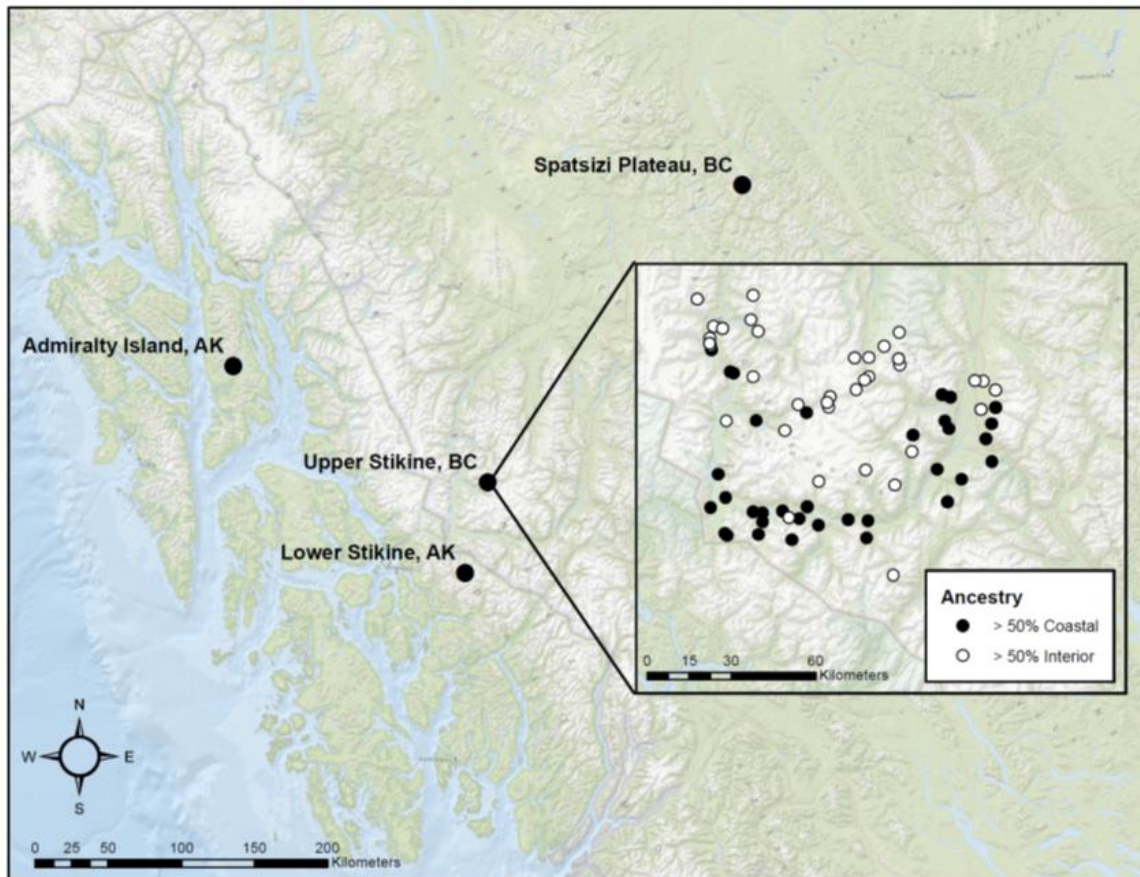 Spatsizi Plateau, BC
Admiralty Island, AK
Upper Stikine, BC
Lower Stikine, AK
Ancestry
> 50% Coastal
> 50% Interior
0 15 30 60
Kilometers
N
W E
S
0 25 50 100 150 200
Kilometers